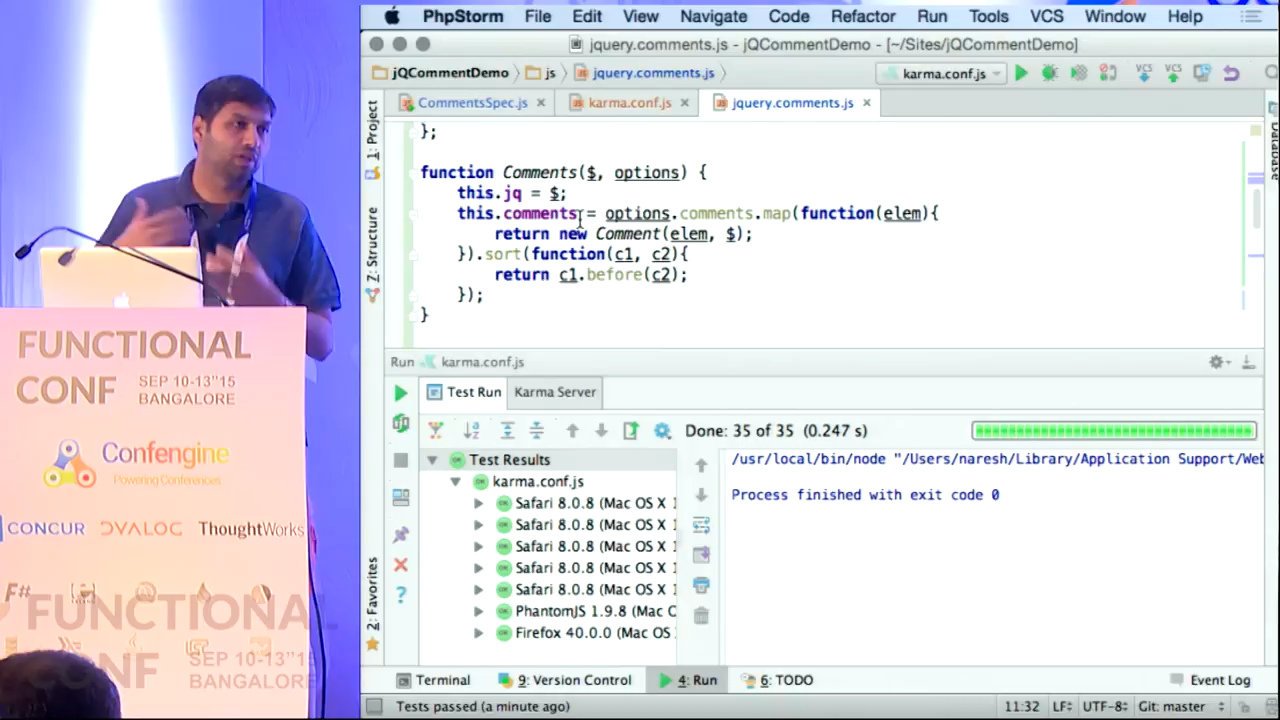 PhpStorm File Edit View Navigate Code Refactor Run Tools VCS Window Help
jquery.comments.js - jQCommentDemo - [~/Sites/jQCommentDemo]
jQCommentDemo js jquery.comments.js karma.conf.js VCS VCS
CommentsSpec.js karma.conf.js jquery.comments.js
1: Project
Z: Structure
2: Favorites
Database
};
function Comments($, options) {
this.jq = $;
this.comments = options.comments.map(function(elem){
return new Comment(elem, $);
}).sort(function(c1, c2){
return c1.before(c2);
});
}
Run karma.conf.js
Test Run Karma Server
Done: 35 of 35 (0.247 s)
Test Results
karma.conf.js
Safari 8.0.8 (Mac OS X 1
Safari 8.0.8 (Mac OS X 1
Safari 8.0.8 (Mac OS X 1
Safari 8.0.8 (Mac OS X 1
Safari 8.0.8 (Mac OS X 1
PhantomJS 1.9.8 (Mac O
Firefox 40.0.0 (Mac OS
/usr/local/bin/node "/Users/naresh/Library/Application Support/Web
Process finished with exit code 0
Terminal 9: Version Control 4: Run 6: TODO Event Log
Tests passed (a minute ago) 11:32 LF÷ UTF-8÷ Git: master
FUNCTIONAL
CONF SEP 10-13"15
BANGALORE
Confengine
Powering Conferences
CONCUR DVALOC ThoughtWorks
F#
FUNCTIONAL
CONF SEP 10-13"15
BANGALORE